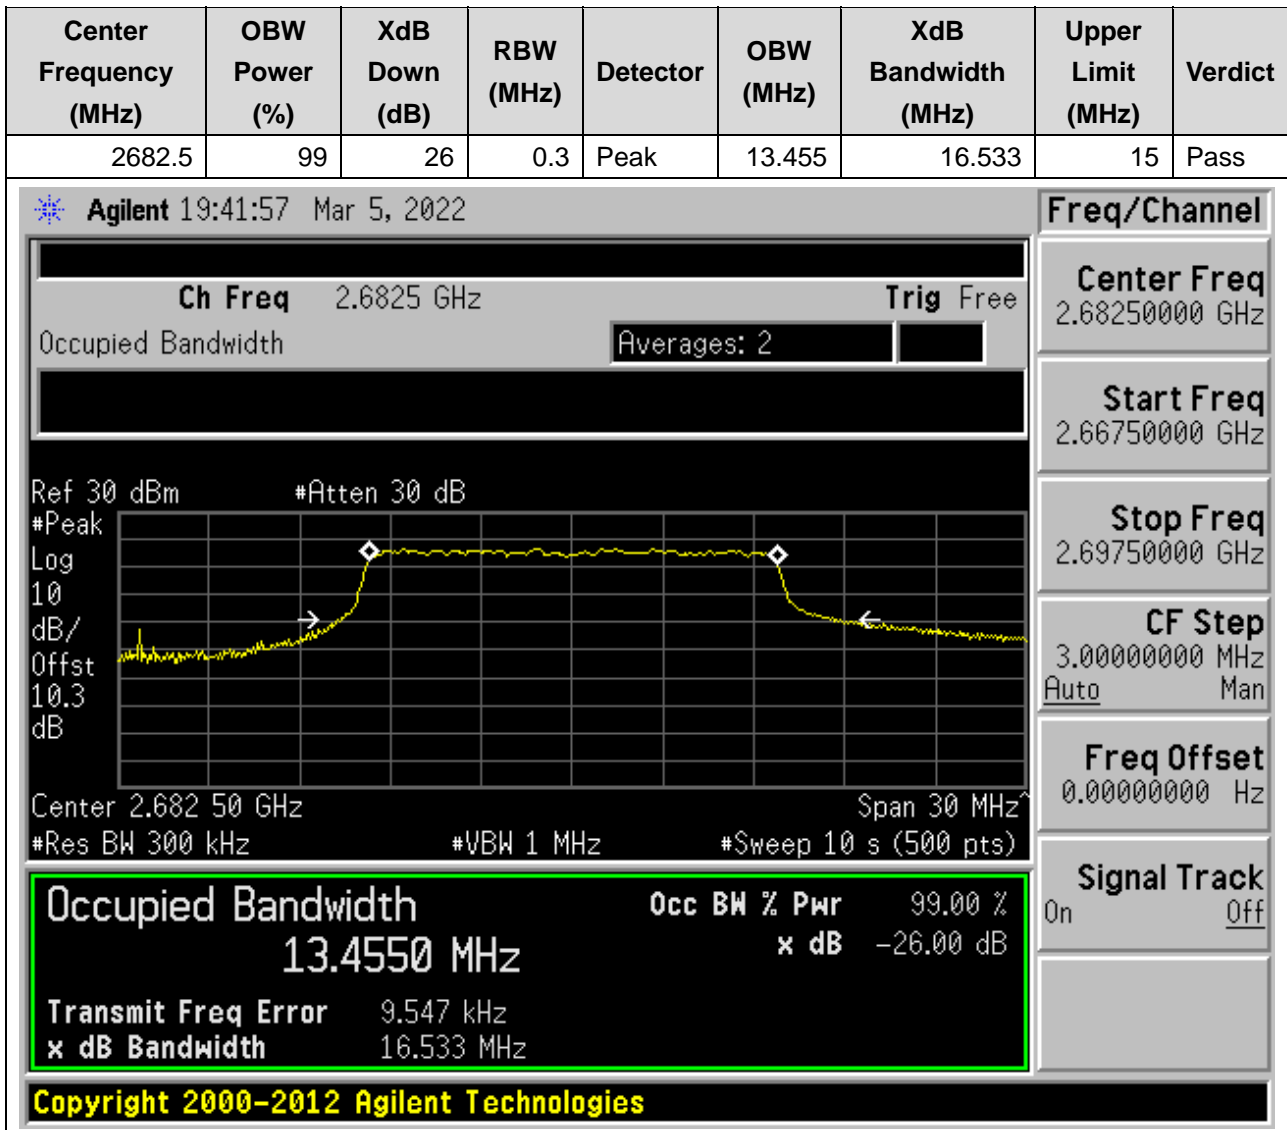 Center Frequency (MHz) OBW Power (%) XdB Down (dB) RBW (MHz) Detector OBW (MHz) XdB Bandwidth (MHz) Upper Limit (MHz) Verdict
2682.5 99 26 0.3 Peak 13.455 16.533 15 Pass
Agilent 19:41:57 Mar 5, 2022
Ch Freq 2.6825 GHz Trig Free
Occupied Bandwidth Averages: 2
Ref 30 dBm #Atten 30 dB
#Peak
Log
10
dB/
Offst
10.3
dB
Center 2.682 50 GHz Span 30 MHz^
#Res BW 300 kHz #VBW 1 MHz #Sweep 10 s (500 pts)
Occupied Bandwidth Occ BW % Pwr 99.00 %
13.4550 MHz x dB -26.00 dB
Transmit Freq Error 9.547 kHz
x dB Bandwidth 16.533 MHz
Copyright 2000-2012 Agilent Technologies
Freq/Channel
Center Freq
2.68250000 GHz
Start Freq
2.66750000 GHz
Stop Freq
2.69750000 GHz
CF Step
3.00000000 MHz
Auto Man
Freq Offset
0.00000000 Hz
Signal Track
On Off